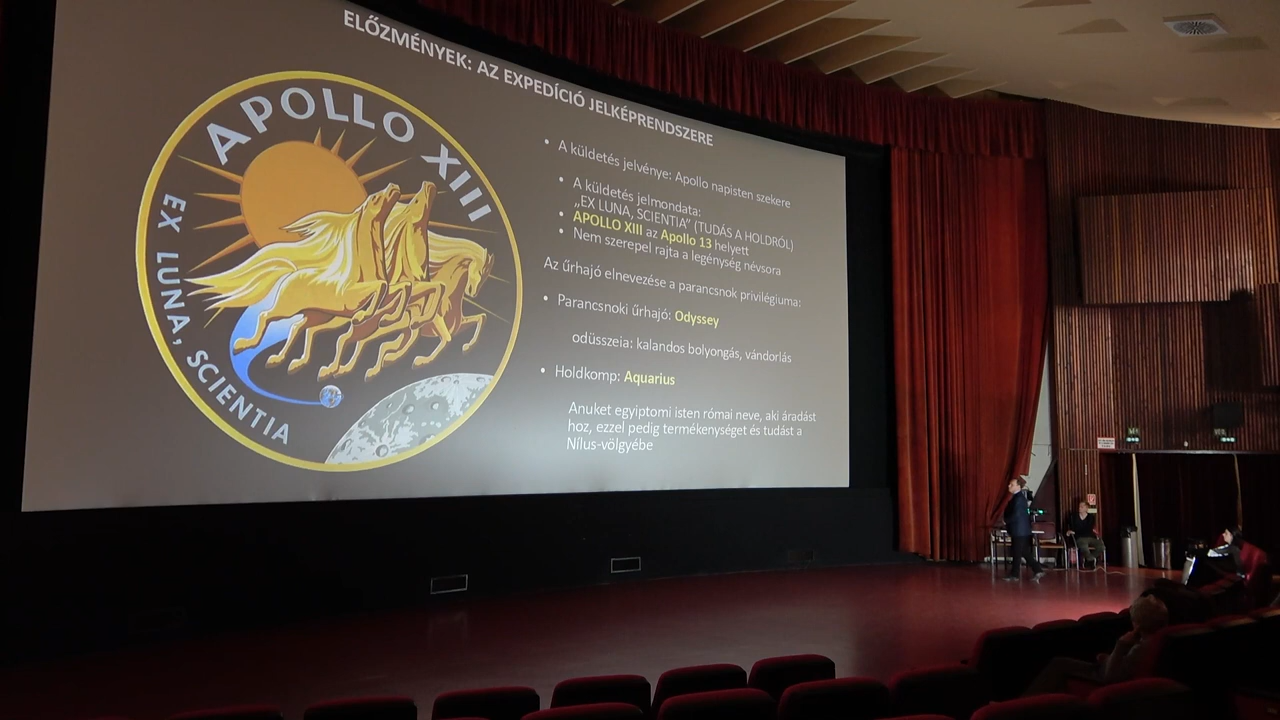 ELŐZMÉNYEK: AZ EXPEDÍCIÓ JELKÉPRENDSZERE
APOLLO XIII
EX LUNA, SCIENTIA
• A küldetés jelvénye: Apollo napisten szekere
• A küldetés jelmondata:
„EX LUNA, SCIENTIA” (TUDÁS A HOLDRÓL)
• APOLLO XIII az Apollo 13 helyett
• Nem szerepel rajta a legénység névsora
Az űrhajó elnevezése a parancsnok privilégiuma:
• Parancsnoki űrhajó: Odyssey
odüsszeia: kalandos bolyongás, vándorlás
• Holdkomp: Aquarius
Anuket egyiptomi isten római neve, aki áradást
hoz, ezzel pedig termékenységet és tudást a
Nílus-völgyébe